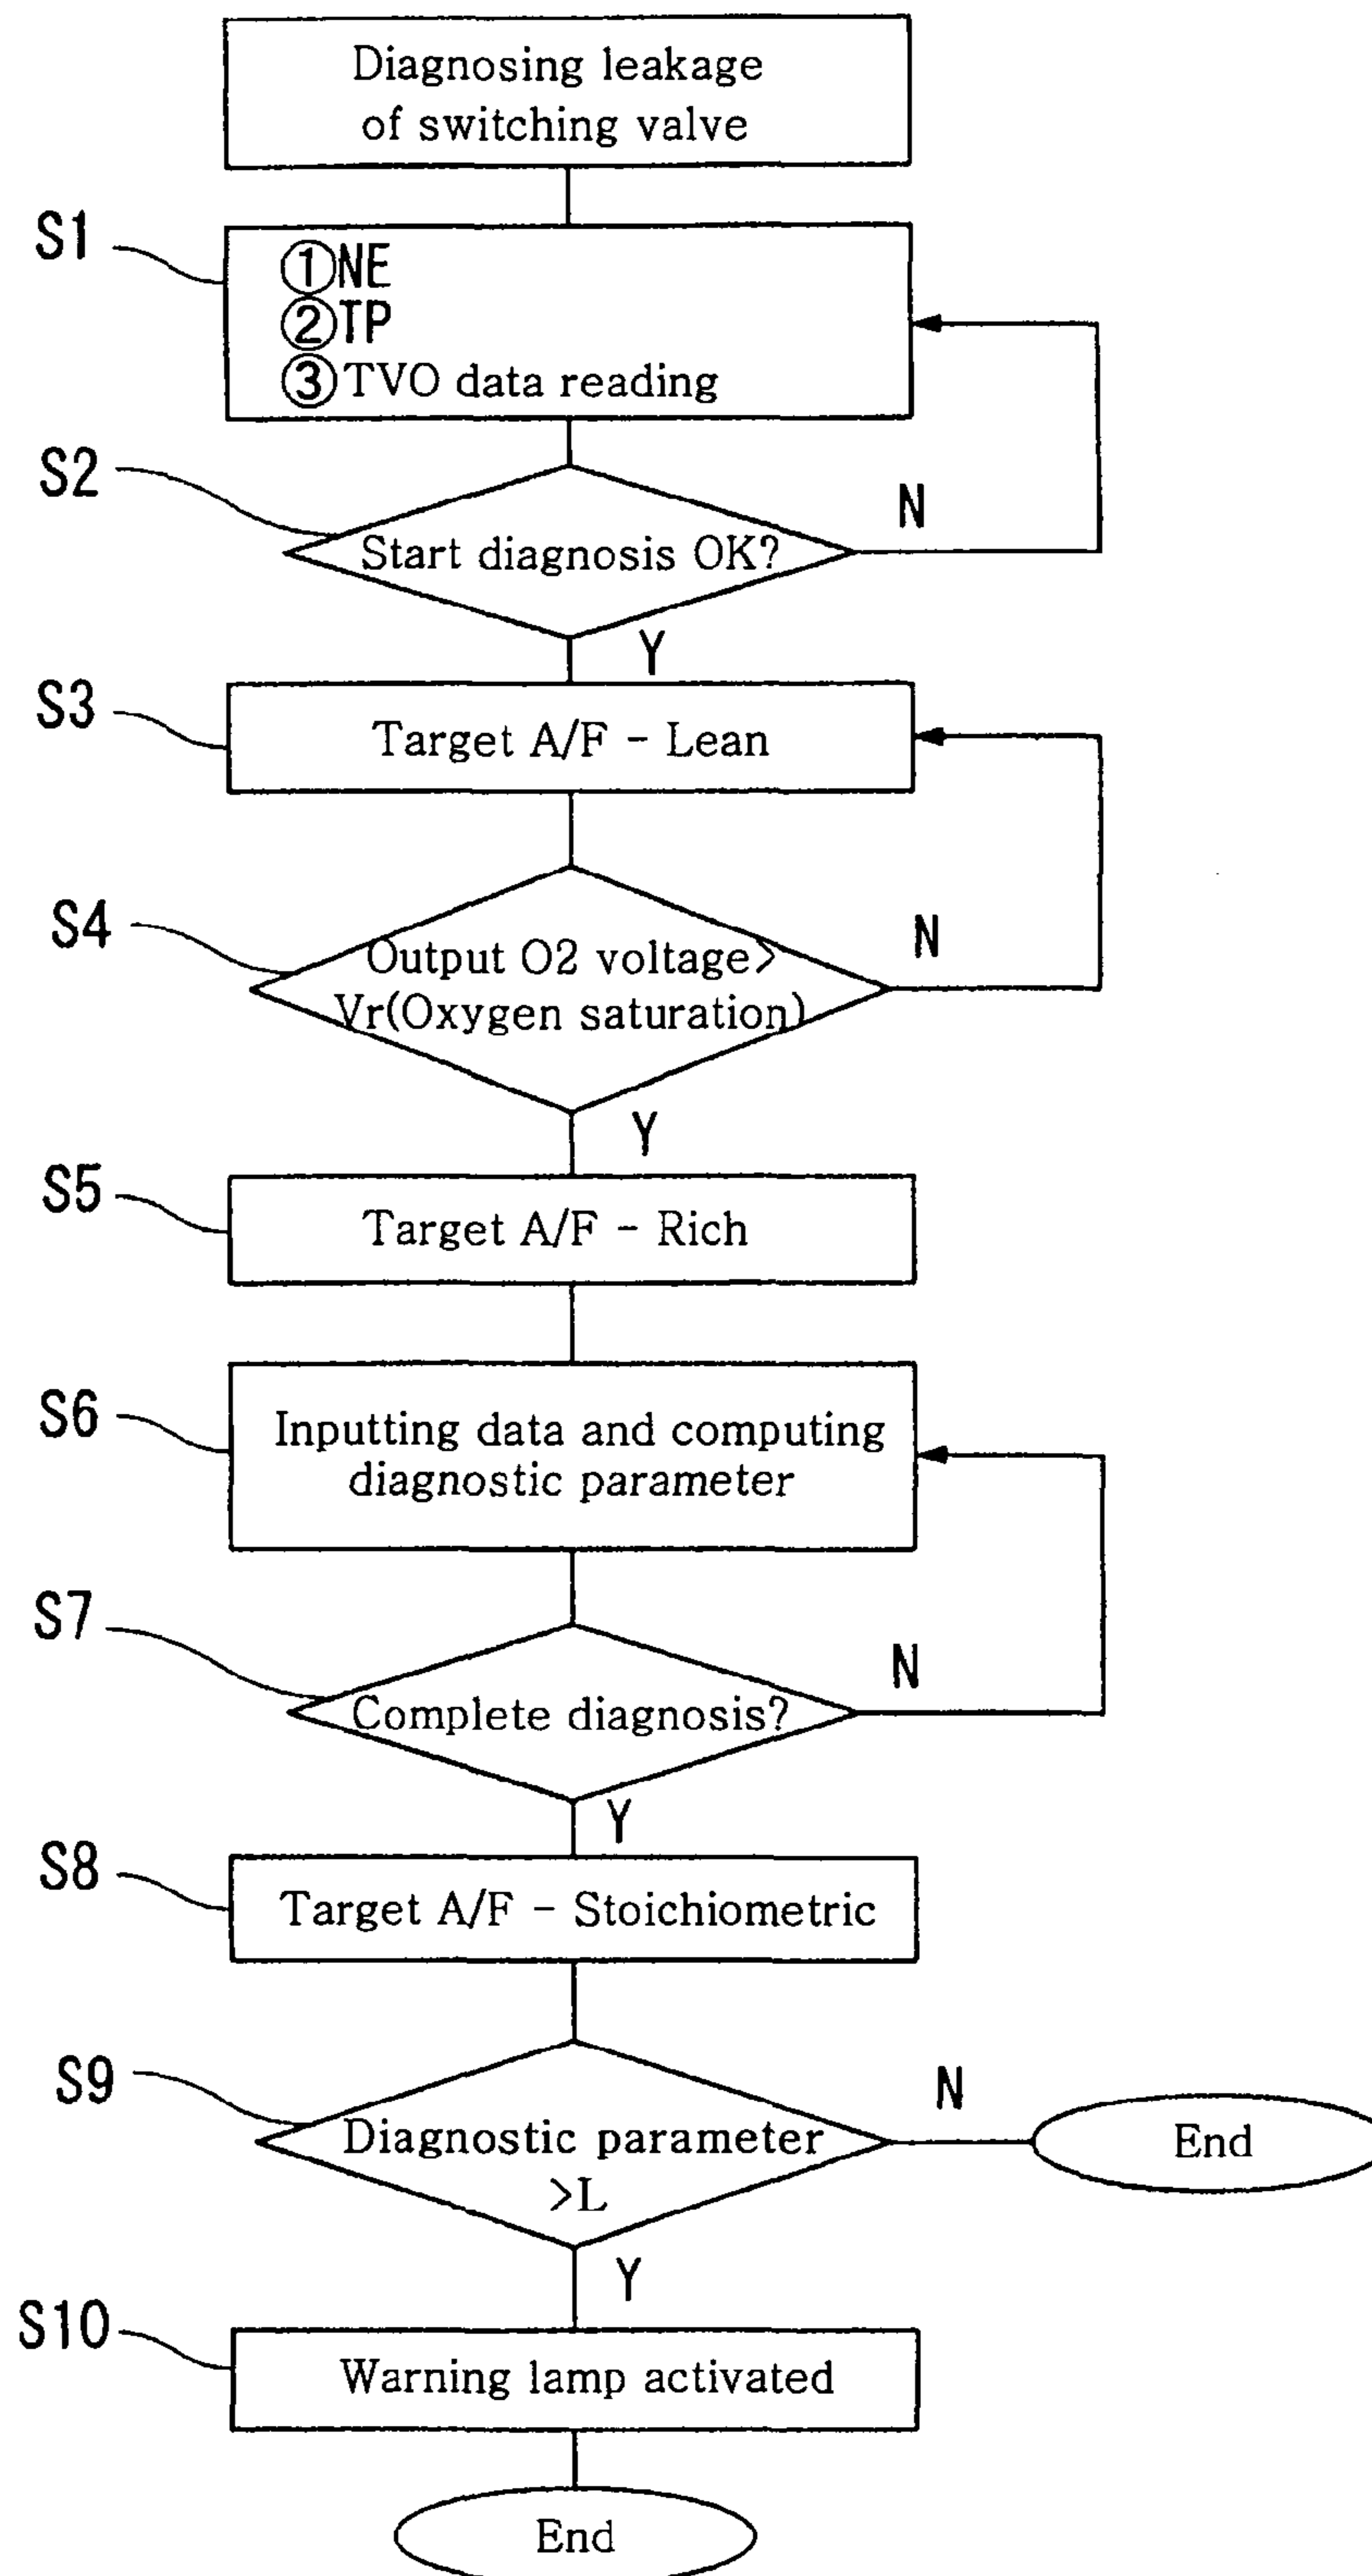 Diagnosing leakage
of switching valve
S1
①NE
②TP
③TVO data reading
S2
Start diagnosis OK?
N
Y
S3
Target A/F - Lean
S4
Output O2 voltage>
Vr(Oxygen saturation)
N
Y
S5
Target A/F - Rich
S6
Inputting data and computing
diagnostic parameter
S7
Complete diagnosis?
N
Y
S8
Target A/F - Stoichiometric
S9
Diagnostic parameter
>L
N
End
Y
S10
Warning lamp activated
End